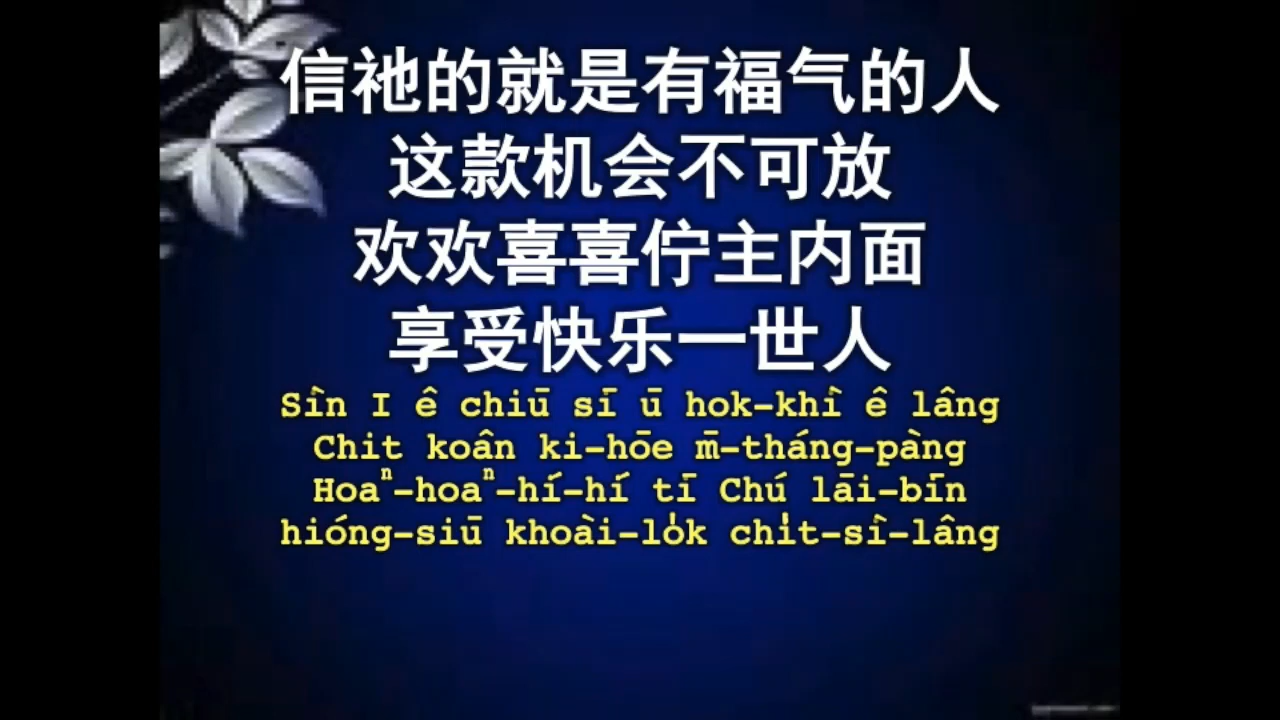 信祂的就是有福气的人
这款机会不可放
欢欢喜喜佇主内面
享受快乐一世人
Sìn I ê chiū sī ū hok-khì ê lâng
Chit koân ki-hōe m̄-tháng-pàng
Hoaⁿ-hoaⁿ-hí-hí tī Chú lāi-bīn
hióng-siū khoài-lo̍k chi̍t-sì-lâng